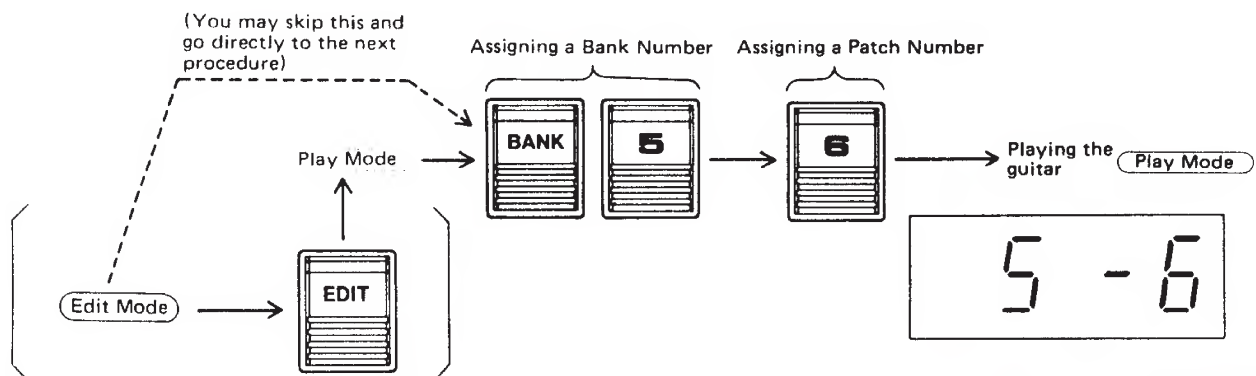 (You may skip this and
go directly to the next
procedure)
Assigning a Bank Number
Assigning a Patch Number
BANK
5
6
Play Mode
Playing the
guitar
Play Mode
Edit Mode
EDIT
5 - 6